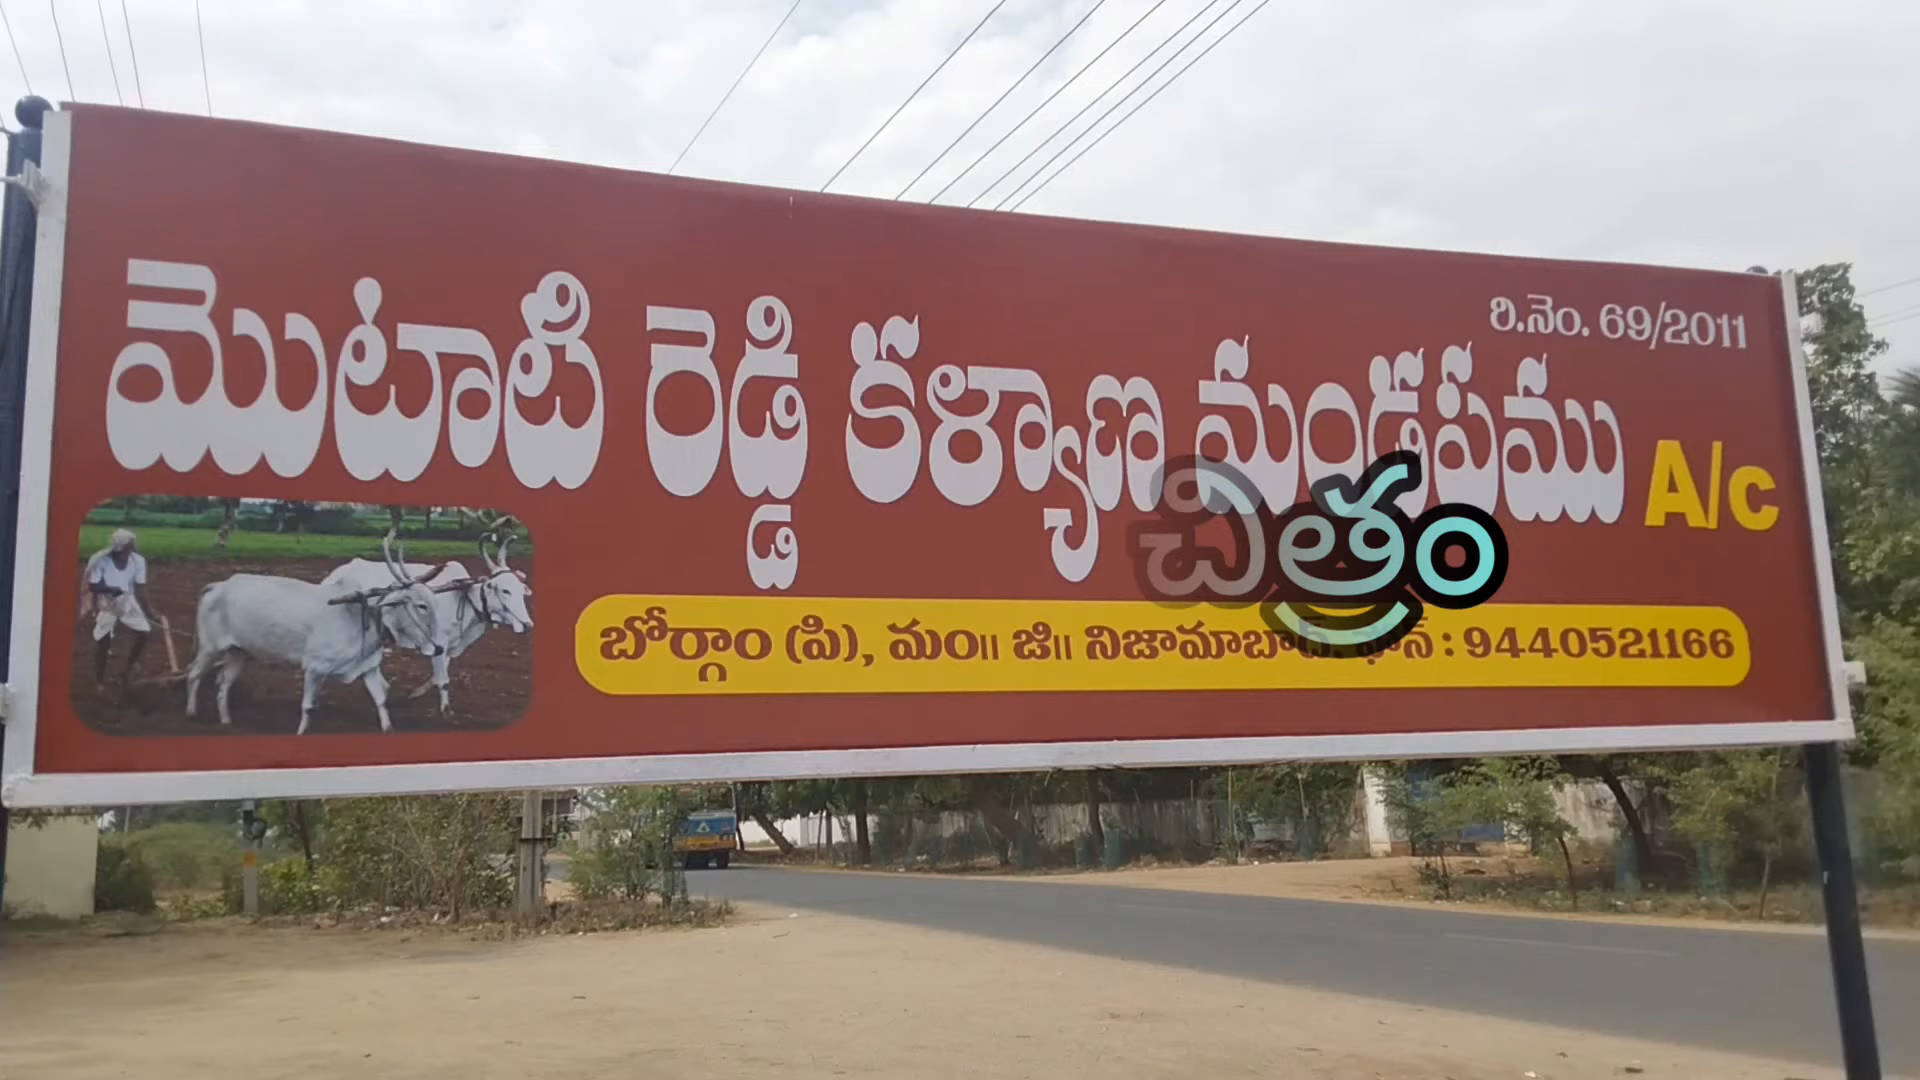 రి.నెం. 69/2011
మొటాటి రెడ్డి కళ్యాణ మండపము A/c
చిత్రం
బోర్గాం (పి), మం॥ జి॥ నిజామాబాద్, ఫోన్ : 9440521166